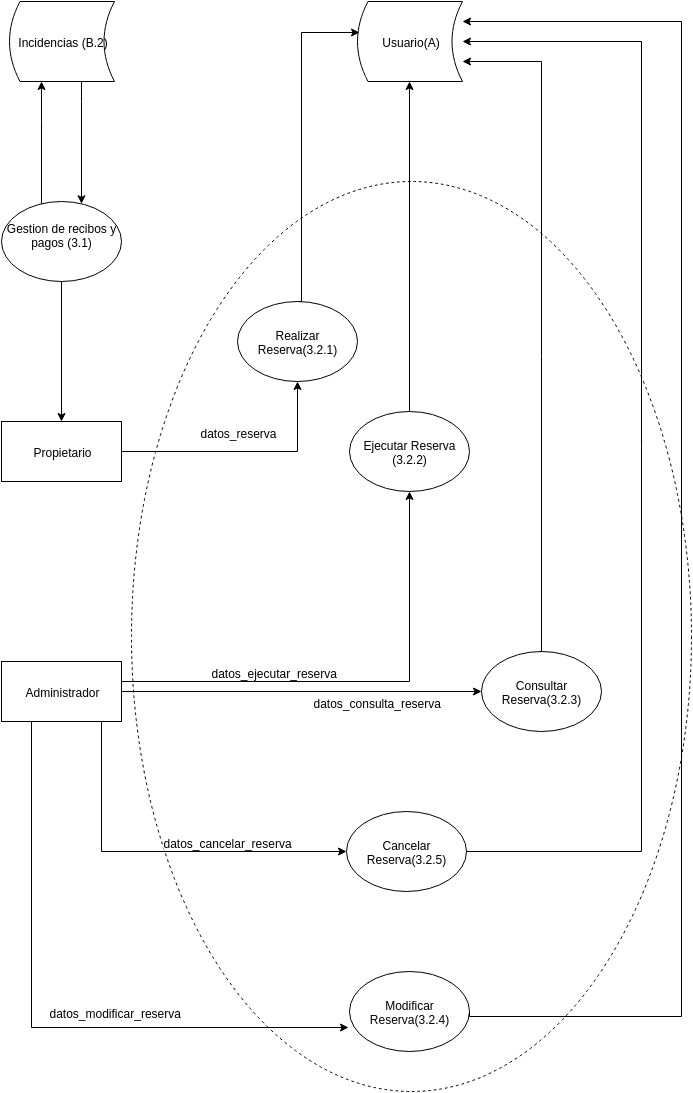 Incidencias (B.2)
Usuario(A)
Gestion de recibos y
pagos (3.1)
Realizar
Reserva(3.2.1)
datos_reserva
Propietario
Ejecutar Reserva
(3.2.2)
datos_ejecutar_reserva
Administrador
Consultar
Reserva(3.2.3)
datos_consulta_reserva
datos_cancelar_reserva
Cancelar
Reserva(3.2.5)
Modificar
Reserva(3.2.4)
datos_modificar_reserva